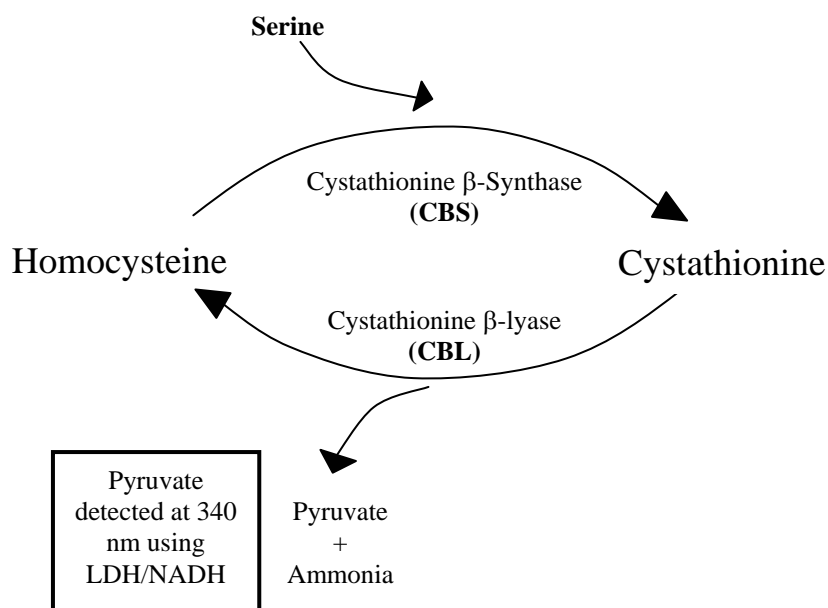 Serine
Cystathionine β-Synthase
(CBS)
Homocysteine
Cystathionine
Cystathionine β-lyase
(CBL)
Pyruvate
detected at 340
nm using
LDH/NADH
Pyruvate
+
Ammonia